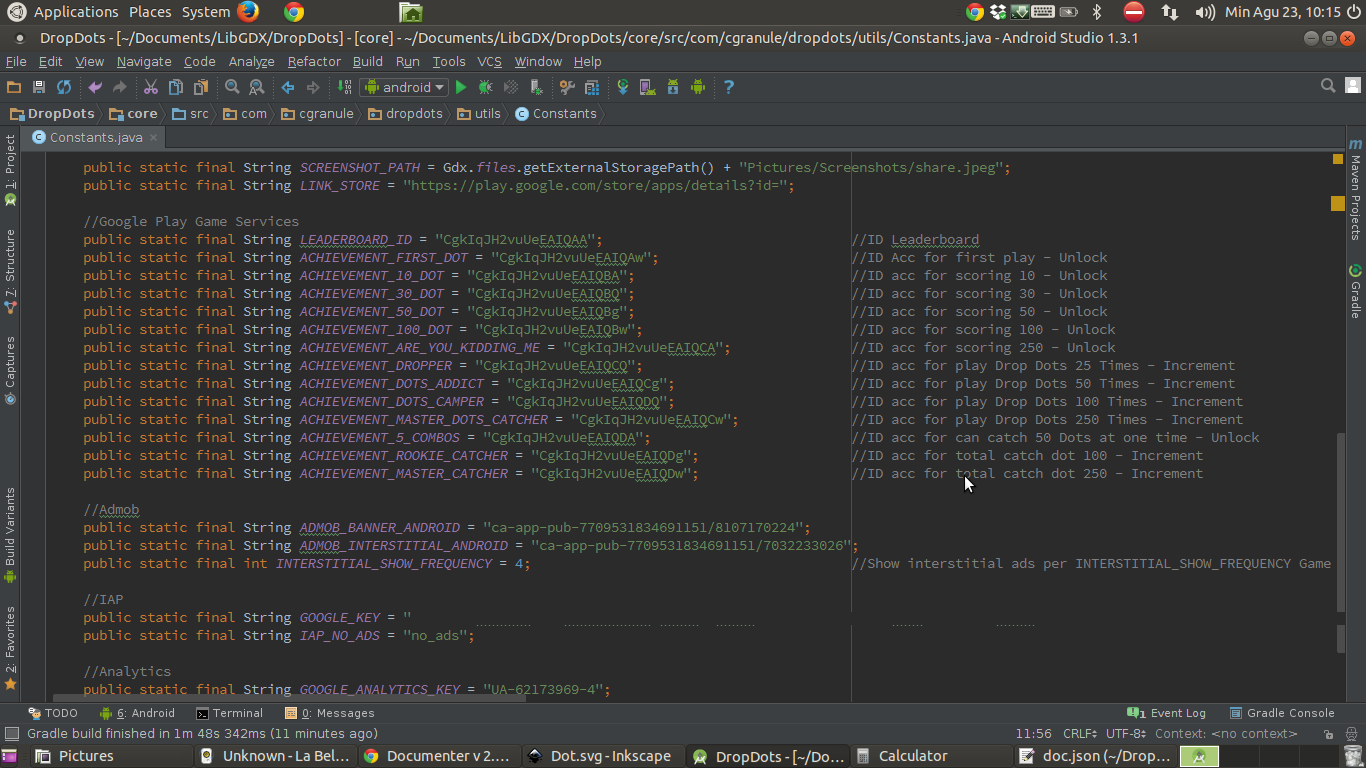 Applications Places System Min Agu 23, 10:15
DropDots - [~/Documents/LibGDX/DropDots] - [core] - ~/Documents/LibGDX/DropDots/core/src/com/cgranule/dropdots/utils/Constants.java - Android Studio 1.3.1
File Edit View Navigate Code Analyze Refactor Build Run Tools VCS Window Help
android
DropDots core src com cgranule dropdots utils Constants
Constants.java
public static final String SCREENSHOT_PATH = Gdx.files.getExternalStoragePath() + "Pictures/Screenshots/share.jpeg";
public static final String LINK_STORE = "https://play.google.com/store/apps/details?id=";
//Google Play Game Services
public static final String LEADERBOARD_ID = "CgkIqJH2vuUeEAIQAA"; //ID Leaderboard
public static final String ACHIEVEMENT_FIRST_DOT = "CgkIqJH2vuUeEAIQAw"; //ID Acc for first play - Unlock
public static final String ACHIEVEMENT_10_DOT = "CgkIqJH2vuUeEAIQBA"; //ID acc for scoring 10 - Unlock
public static final String ACHIEVEMENT_30_DOT = "CgkIqJH2vuUeEAIQBQ"; //ID acc for scoring 30 - Unlock
public static final String ACHIEVEMENT_50_DOT = "CgkIqJH2vuUeEAIQBg"; //ID acc for scoring 50 - Unlock
public static final String ACHIEVEMENT_100_DOT = "CgkIqJH2vuUeEAIQBw"; //ID acc for scoring 100 - Unlock
public static final String ACHIEVEMENT_ARE_YOU_KIDDING_ME = "CgkIqJH2vuUeEAIQCA"; //ID acc for scoring 250 - Unlock
public static final String ACHIEVEMENT_DROPPER = "CgkIqJH2vuUeEAIQCQ"; //ID acc for play Drop Dots 25 Times - Increment
public static final String ACHIEVEMENT_DOTS_ADDICT = "CgkIqJH2vuUeEAIQCg"; //ID acc for play Drop Dots 50 Times - Increment
public static final String ACHIEVEMENT_DOTS_CAMPER = "CgkIqJH2vuUeEAIQDQ"; //ID acc for play Drop Dots 100 Times - Increment
public static final String ACHIEVEMENT_MASTER_DOTS_CATCHER = "CgkIqJH2vuUeEAIQCw"; //ID acc for play Drop Dots 250 Times - Increment
public static final String ACHIEVEMENT_5_COMBOS = "CgkIqJH2vuUeEAIQDA"; //ID acc for can catch 50 Dots at one time - Unlock
public static final String ACHIEVEMENT_ROOKIE_CATCHER = "CgkIqJH2vuUeEAIQDg"; //ID acc for total catch dot 100 - Increment
public static final String ACHIEVEMENT_MASTER_CATCHER = "CgkIqJH2vuUeEAIQDw"; //ID acc for total catch dot 250 - Increment
//Admob
public static final String ADMOB_BANNER_ANDROID = "ca-app-pub-7709531834691151/8107170224";
public static final String ADMOB_INTERSTITIAL_ANDROID = "ca-app-pub-7709531834691151/7032233026";
public static final int INTERSTITIAL_SHOW_FREQUENCY = 4; //Show interstitial ads per INTERSTITIAL_SHOW_FREQUENCY Game
//IAP
public static final String GOOGLE_KEY = "
public static final String IAP_NO_ADS = "no_ads";
//Analytics
public static final String GOOGLE_ANALYTICS_KEY = "UA-62173969-4";
1: Project
7: Structure
Captures
Build Variants
2: Favorites
m Maven Projects
Gradle
TODO 6: Android Terminal 0: Messages 1 Event Log Gradle Console
Gradle build finished in 1m 48s 342ms (11 minutes ago) 11:56 CRLF UTF-8 Context: <no context>
Pictures Unknown - La Bel... Documenter v 2.... Dot.svg - Inkscape DropDots - [~/Do... Calculator doc.json (~/Drop...